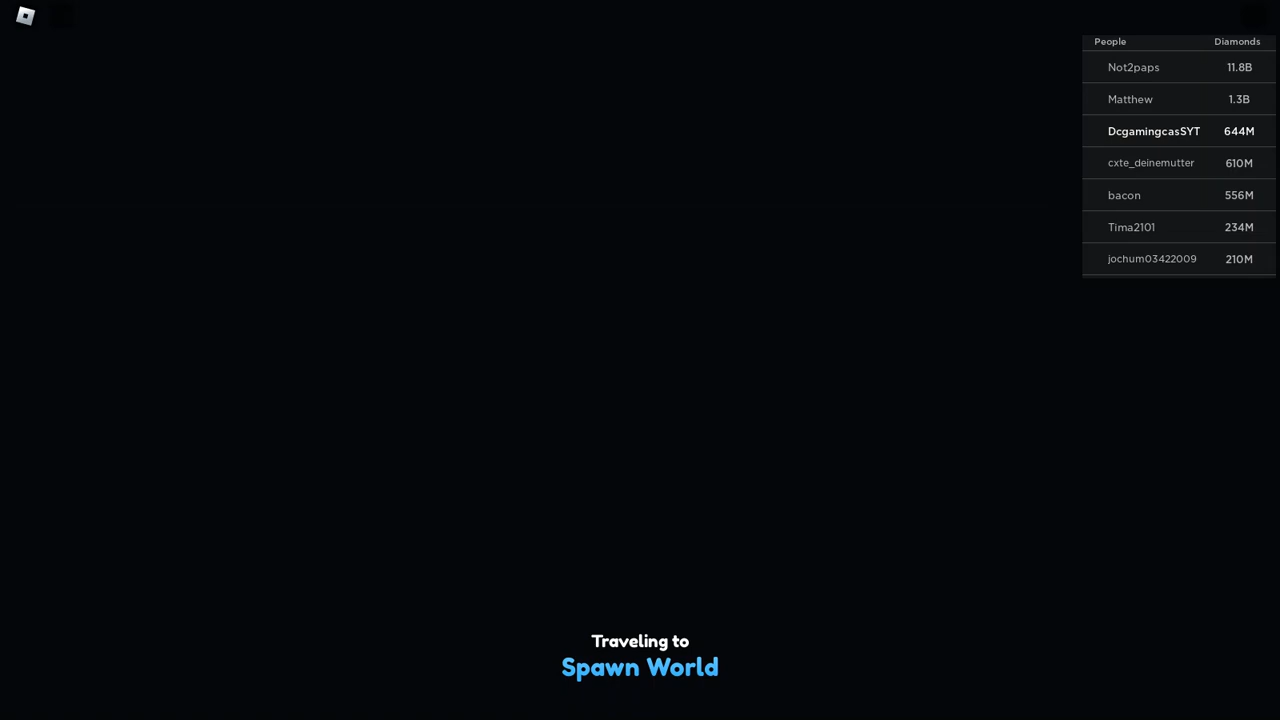 People Diamonds
Not2paps 11.8B
Matthew 1.3B
DcgamingcasSYT 644M
cxte_deinemutter 610M
bacon 556M
Tima2101 234M
jochum03422009 210M
Traveling to
Spawn World